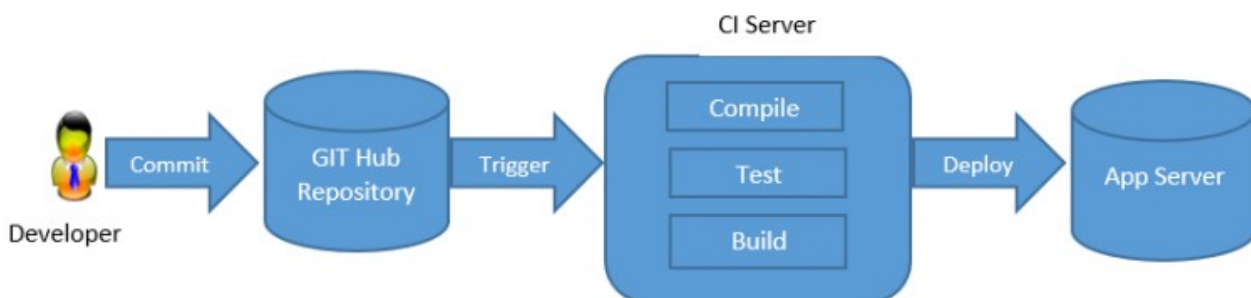 CI Server
Developer
Commit
GIT Hub
Repository
Trigger
Compile
Test
Build
Deploy
App Server